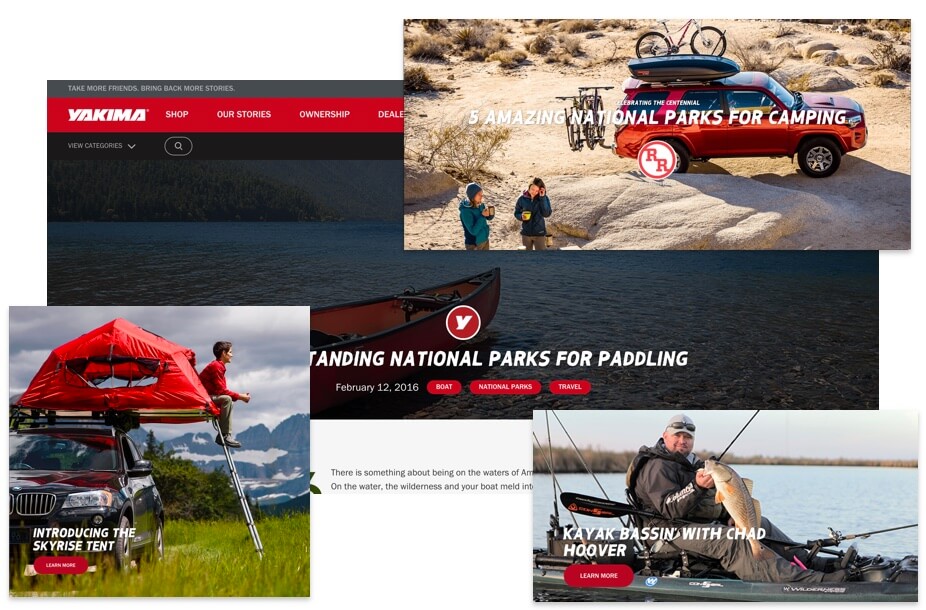 TAKE MORE FRIENDS. BRING BACK MORE STORIES.
YAKIMA SHOP OUR STORIES OWNERSHIP DEALE
VIEW CATEGORIES
CELEBRATING THE CENTENNIAL
5 AMAZING NATIONAL PARKS FOR CAMPING
RR
Y
TANDING NATIONAL PARKS FOR PADDLING
February 12, 2016 BOAT NATIONAL PARKS TRAVEL
There is something about being on the waters of Am
On the water, the wilderness and your boat meld int
INTRODUCING THE
SKYRISE TENT
LEARN MORE
Columbia
KAYAK BASSIN' WITH CHAD
HOOVER
LEARN MORE
WILDERNESS